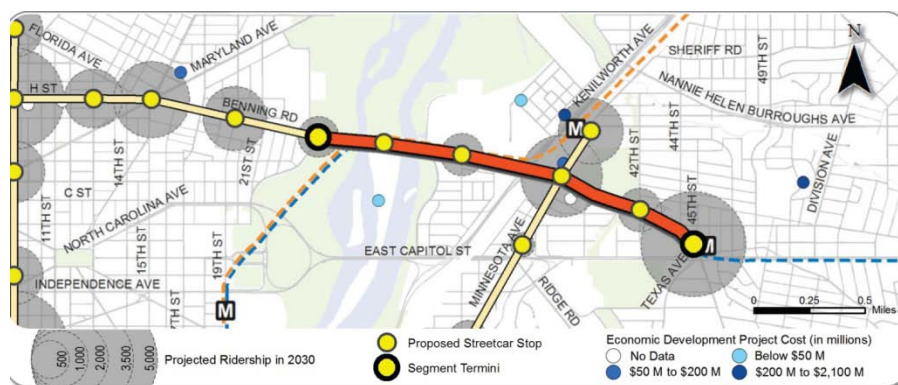 FLORIDA AVE
MARYLAND AVE
H ST
BENNING RD
14TH ST
21ST ST
C ST
NORTH CAROLINA AVE
11TH ST
15TH ST
19TH ST
INDEPENDENCE AVE
17TH ST
M
EAST CAPITOL ST
KENILWORTH AVE
M
SHERIFF RD
49TH ST
NANNIE HELEN BURROUGHS AVE
44TH ST
42TH ST
45TH ST
DIVISION AVE
MINNESOTA AVE
RIDGE RD
TEXAS AVE
M
N
0 0.25 0.5
Miles
500
1,000
2,000
3,500
5,000
Projected Ridership in 2030
Proposed Streetcar Stop
Segment Termini
Economic Development Project Cost (in millions)
No Data
Below $50 M
$50 M to $200 M
$200 M to $2,100 M